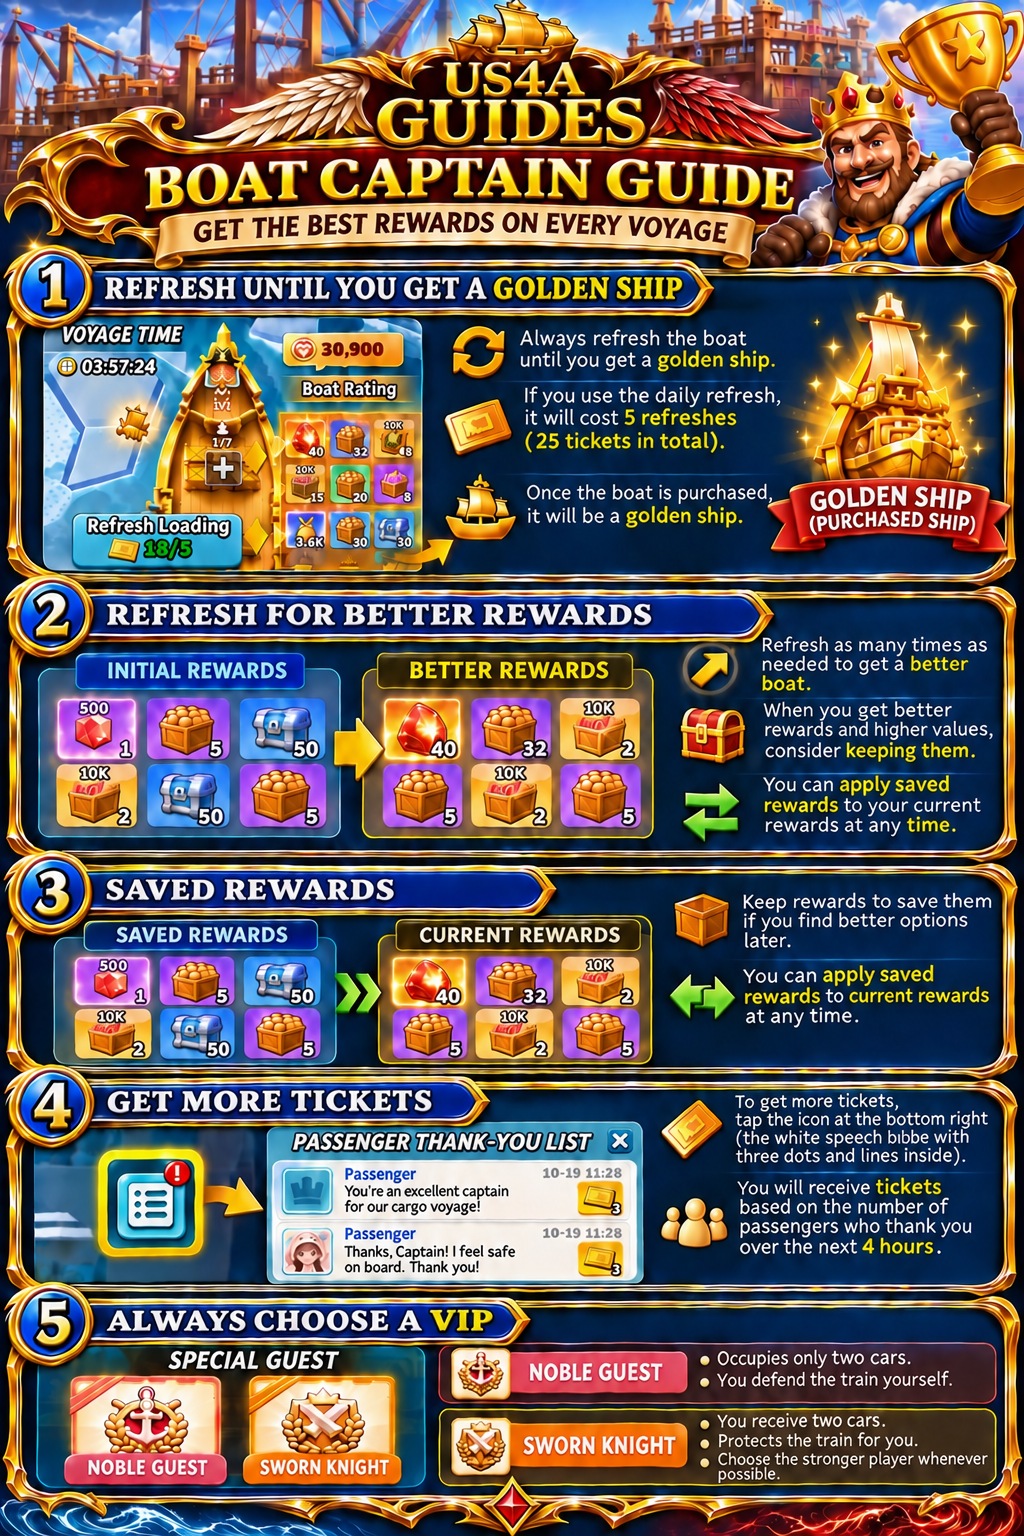 US4A
GUIDES
BOAT CAPTAIN GUIDE
GET THE BEST REWARDS ON EVERY VOYAGE
1
REFRESH UNTIL YOU GET A GOLDEN SHIP
VOYAGE TIME
03:57:24
30,900
Boat Rating
1/7
40
32
10K
8
10K
15
20
8
3.6K
30
30
Refresh Loading
18/5
Always refresh the boat
until you get a golden ship.
If you use the daily refresh,
it will cost 5 refreshes
(25 tickets in total).
Once the boat is purchased,
it will be a golden ship.
GOLDEN SHIP
(PURCHASED SHIP)
2
REFRESH FOR BETTER REWARDS
INITIAL REWARDS
500
1
5
50
10K
2
50
5
BETTER REWARDS
40
32
10K
2
5
10K
2
5
Refresh as many times as
needed to get a better
boat.
When you get better
rewards and higher values,
consider keeping them.
You can apply saved
rewards to your current
rewards at any time.
3
SAVED REWARDS
SAVED REWARDS
500
1
5
50
10K
2
50
5
CURRENT REWARDS
40
32
10K
2
5
10K
2
5
Keep rewards to save them
if you find better options
later.
You can apply saved
rewards to current rewards
at any time.
4
GET MORE TICKETS
!
PASSENGER THANK-YOU LIST
X
Passenger
10-19 11:28
You're an excellent captain
for our cargo voyage!
3
Passenger
10-19 11:28
Thanks, Captain! I feel safe
on board. Thank you!
3
To get more tickets,
tap the icon at the bottom right
(the white speech bıbbe with
three dots and lines inside).
You will receive tickets
based on the number of
passengers who thank you
over the next 4 hours.
5
ALWAYS CHOOSE A VIP
SPECIAL GUEST
NOBLE GUEST
SWORN KNIGHT
NOBLE GUEST
Occupies only two cars.
You defend the train yourself.
SWORN KNIGHT
You receive two cars.
Protects the train for you.
Choose the stronger player whenever
possible.